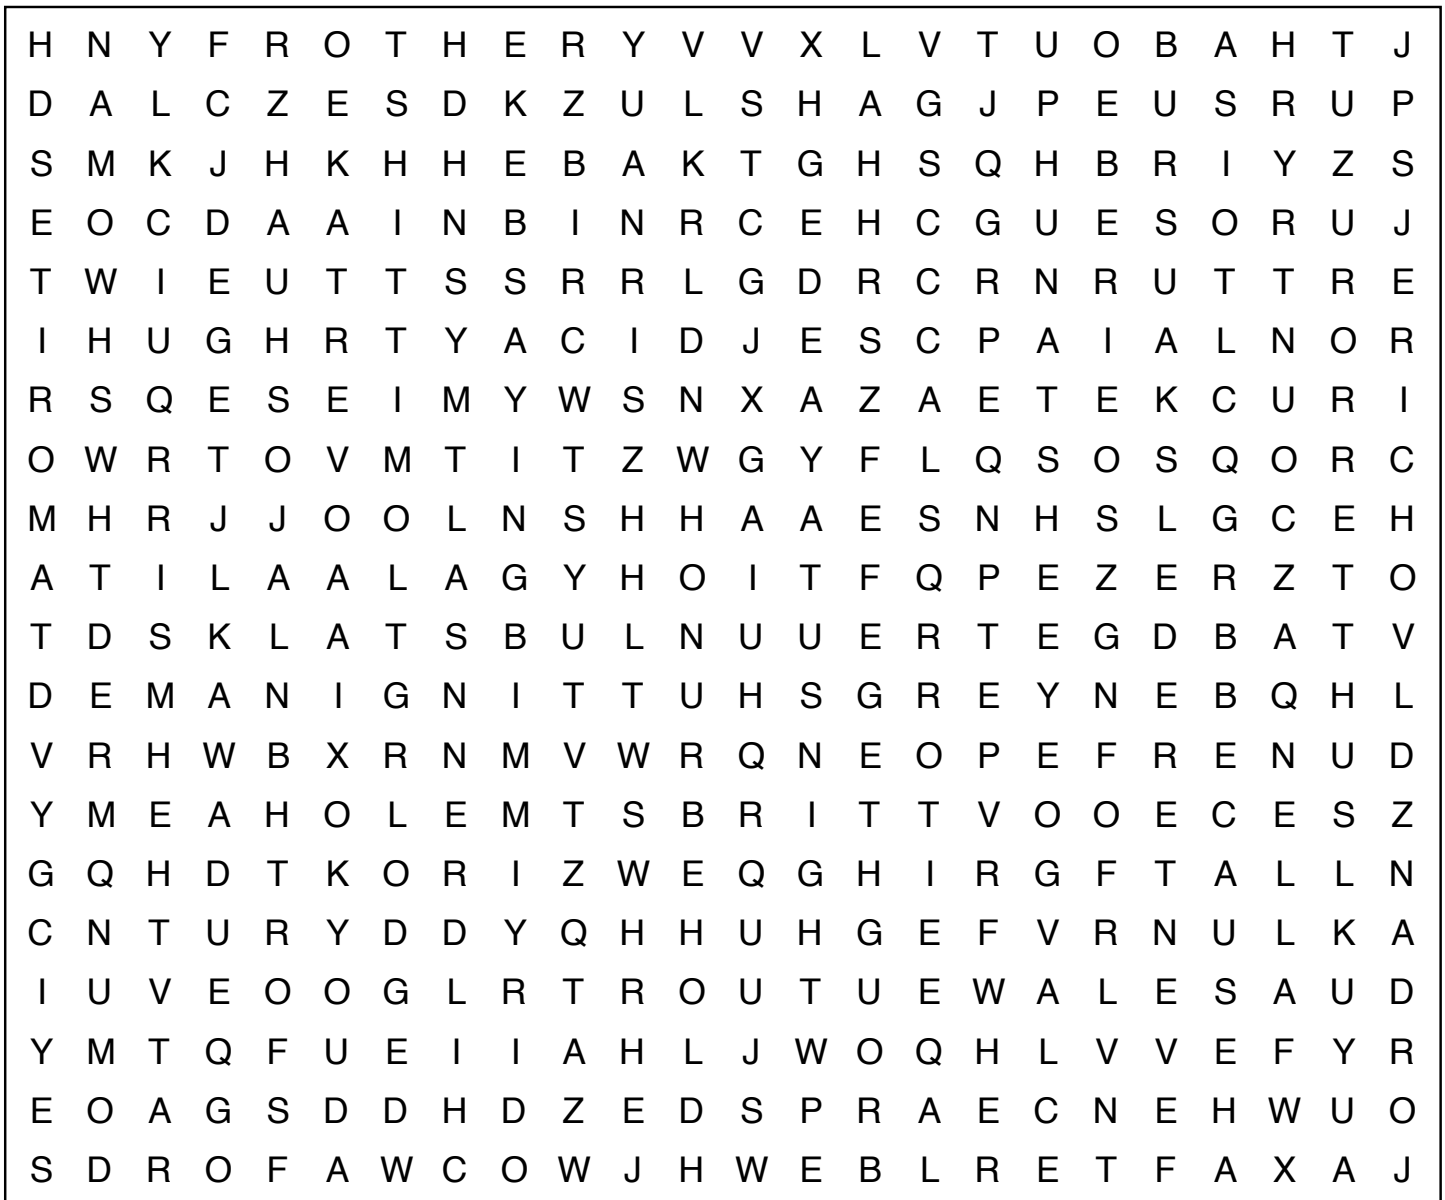 H N Y F R O T H E R Y V V X L V T U O B A H T J
D A L C Z E S D K Z U L S H A G J P E U S R U P
S M K J H K H H E B A K T G H S Q H B R I Y Z S
E O C D A A I N B I N R C E H C G U E S O R U J
T W I E U T T S S R R L G D R C R N R U T T R E
I H U G H R T Y A C I D J E S C P A I A L N O R
R S Q E S E I M Y W S N X A Z A E T E K C U R I
O W R T O V M T I T Z W G Y F L Q S O S Q O R C
M H R J J O O L N S H H A A E S N H S L G C E H
A T I L A A L A G Y H O I T F Q P E Z E R Z T O
T D S K L A T S B U L N U U E R T E G D B A T V
D E M A N I G N I T T U H S G R E Y N E B Q H L
V R H W B X R N M V W R Q N E O P E F R E N U D
Y M E A H O L E M T S B R I T T V O O E C E S Z
G Q H D T K O R I Z W E Q G H I R G F T A L L N
C N T U R Y D D Y Q H H U H G E F V R N U L K A
I U V E O O G L R T R O U T U E W A L E S A U D
Y M T Q F U E I I A H L J W O Q H L V V E F Y R
E O A G S D D H D Z E D S P R A E C N E H W U O
S D R O F A W C O W J H W E B L R E T F A X A J